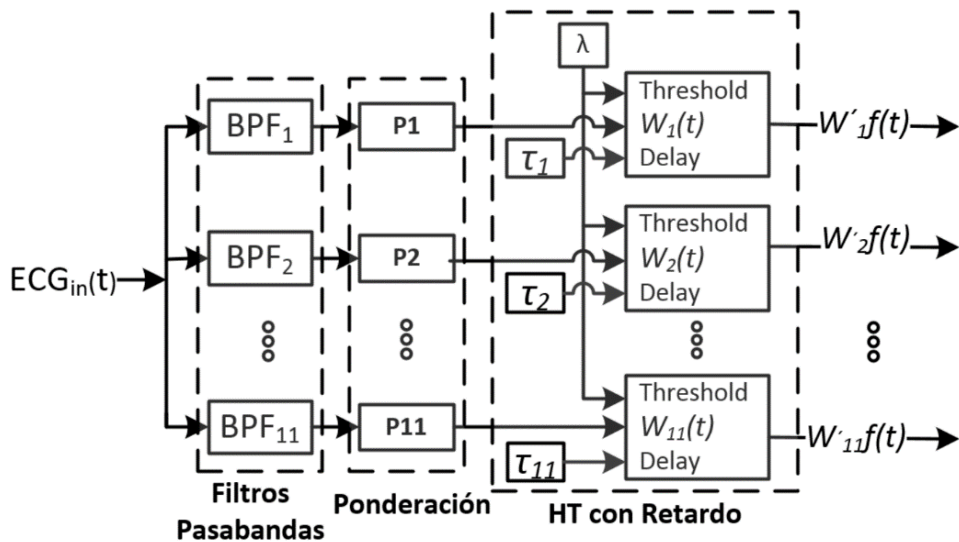 λ
BPF₁
P1
Threshold
W₁(t)
Delay
τ₁
W´₁f(t)
BPF₂
P2
Threshold
W₂(t)
Delay
τ₂
W´₂f(t)
ECGᵢₙ(t)
BPF₁₁
P11
Threshold
W₁₁(t)
Delay
τ₁₁
W´₁₁f(t)
Filtros
Pasabandas
Ponderación
HT con Retardo